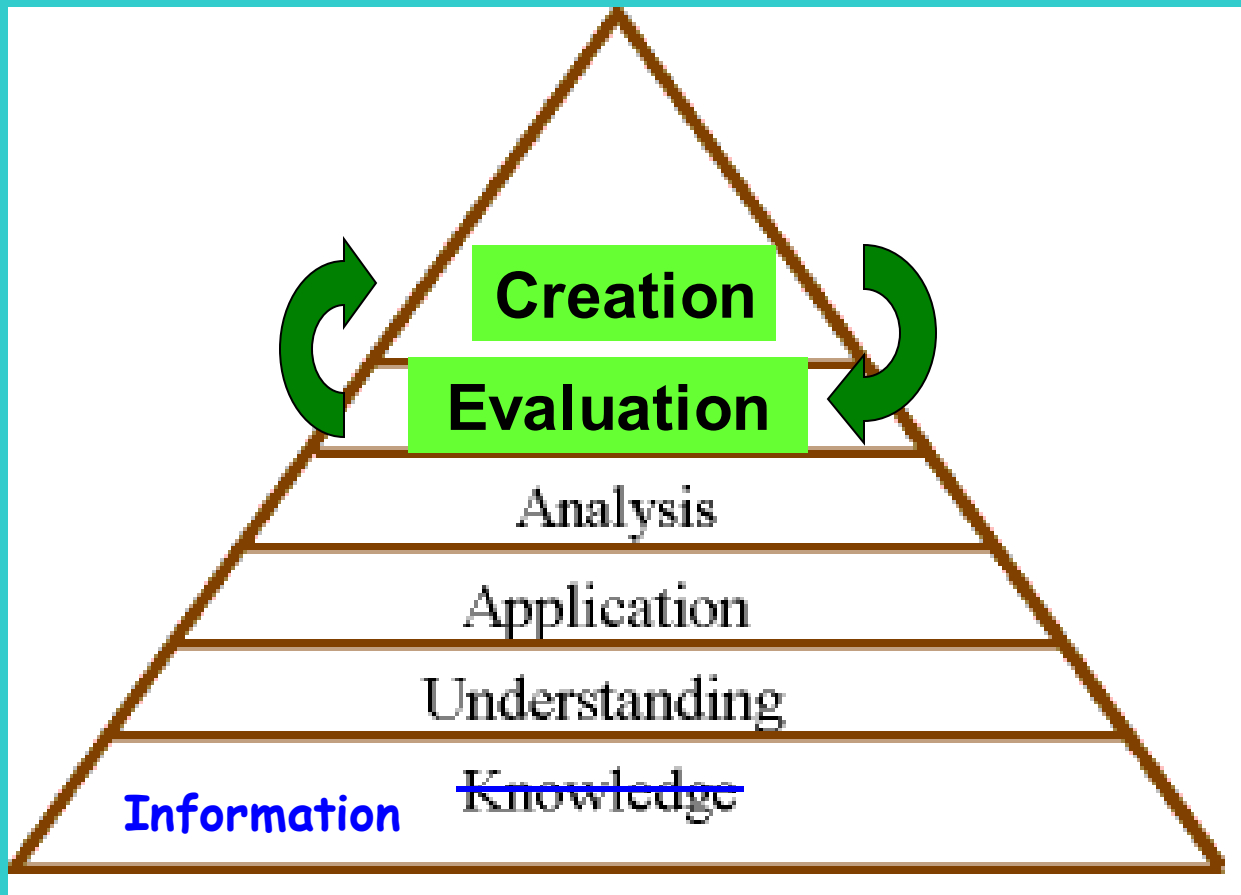 Creation
Evaluation
Analysis
Application
Understanding
Knowledge
Information